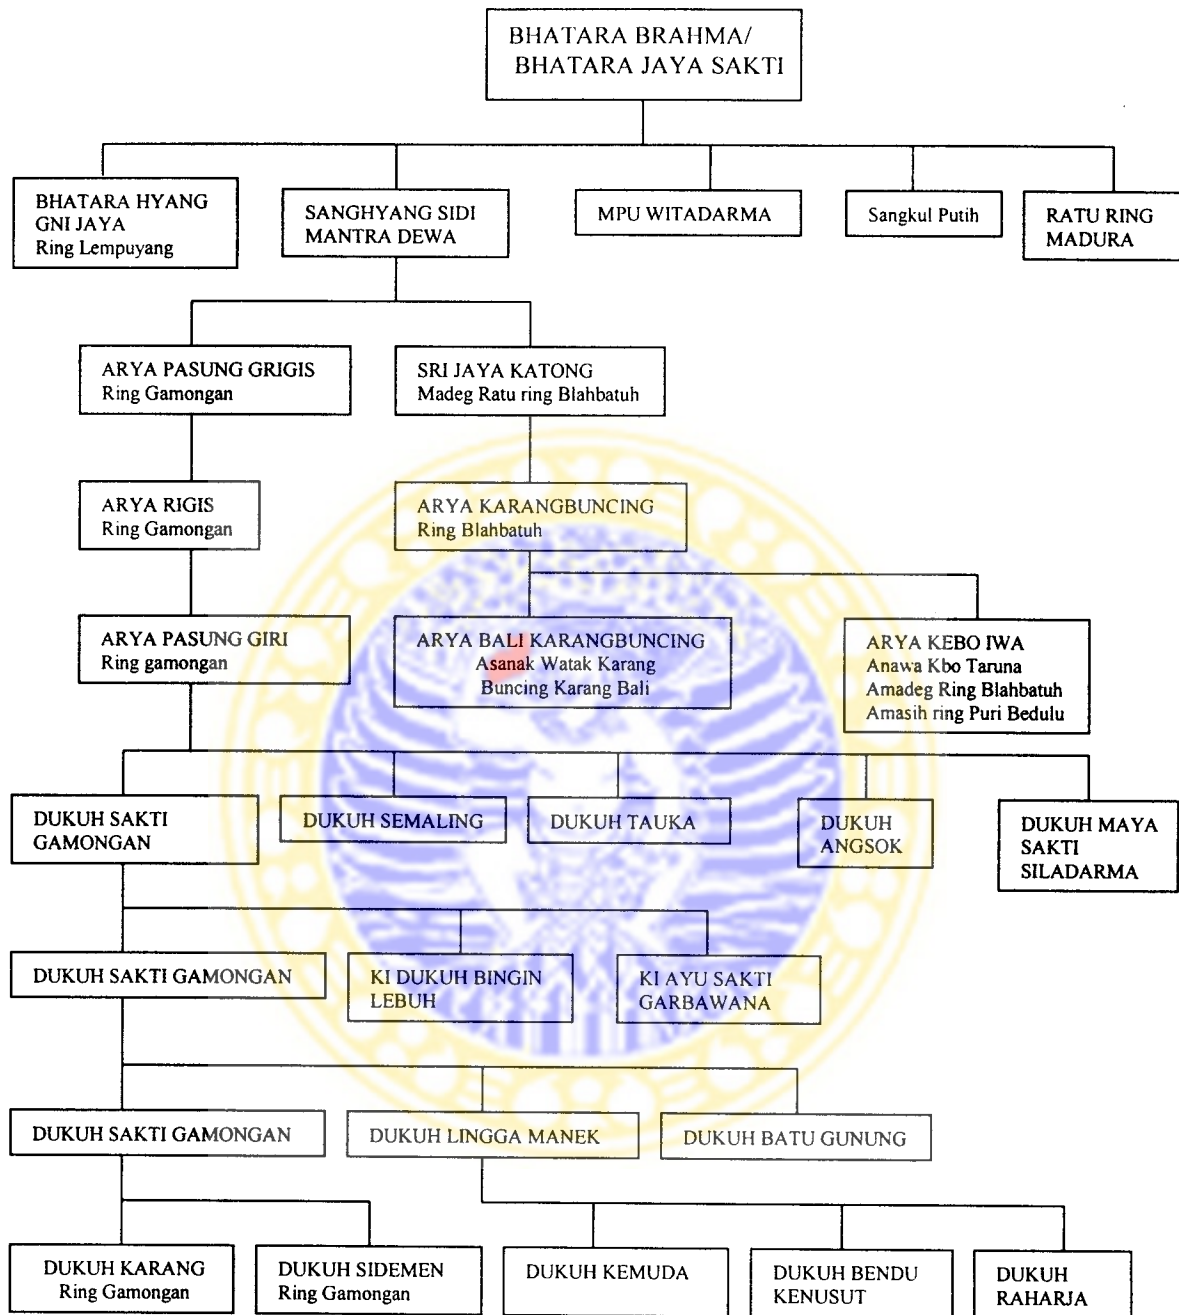 BHATARA BRAHMA/
BHATARA JAYA SAKTI
BHATARA HYANG
GNI JAYA
Ring Lempuyang
SANGHYANG SIDI
MANTRA DEWA
MPU WITADARMA
Sangkul Putih
RATU RING
MADURA
ARYA PASUNG GRIGIS
Ring Gamongan
SRI JAYA KATONG
Madeg Ratu ring Blahbatuh
ARYA RIGIS
Ring Gamongan
ARYA KARANGBUNCING
Ring Blahbatuh
ARYA PASUNG GIRI
Ring gamongan
ARYA BALI KARANGBUNCING
Asanak Watak Karang
Buncing Karang Bali
ARYA KEBO IWA
Anawa Kbo Taruna
Amadeg Ring Blahbatuh
Amasih ring Puri Bedulu
DUKUH SAKTI
GAMONGAN
DUKUH SEMALING
DUKUH TAUKA
DUKUH
ANGSOK
DUKUH MAYA
SAKTI
SILADARMA
DUKUH SAKTI GAMONGAN
KI DUKUH BINGIN
LEBUH
KI AYU SAKTI
GARBAWANA
DUKUH SAKTI GAMONGAN
DUKUH LINGGA MANEK
DUKUH BATU GUNUNG
DUKUH KARANG
Ring Gamongan
DUKUH SIDEMEN
Ring Gamongan
DUKUH KEMUDA
DUKUH BENDU
KENUSUT
DUKUH
RAHARJA